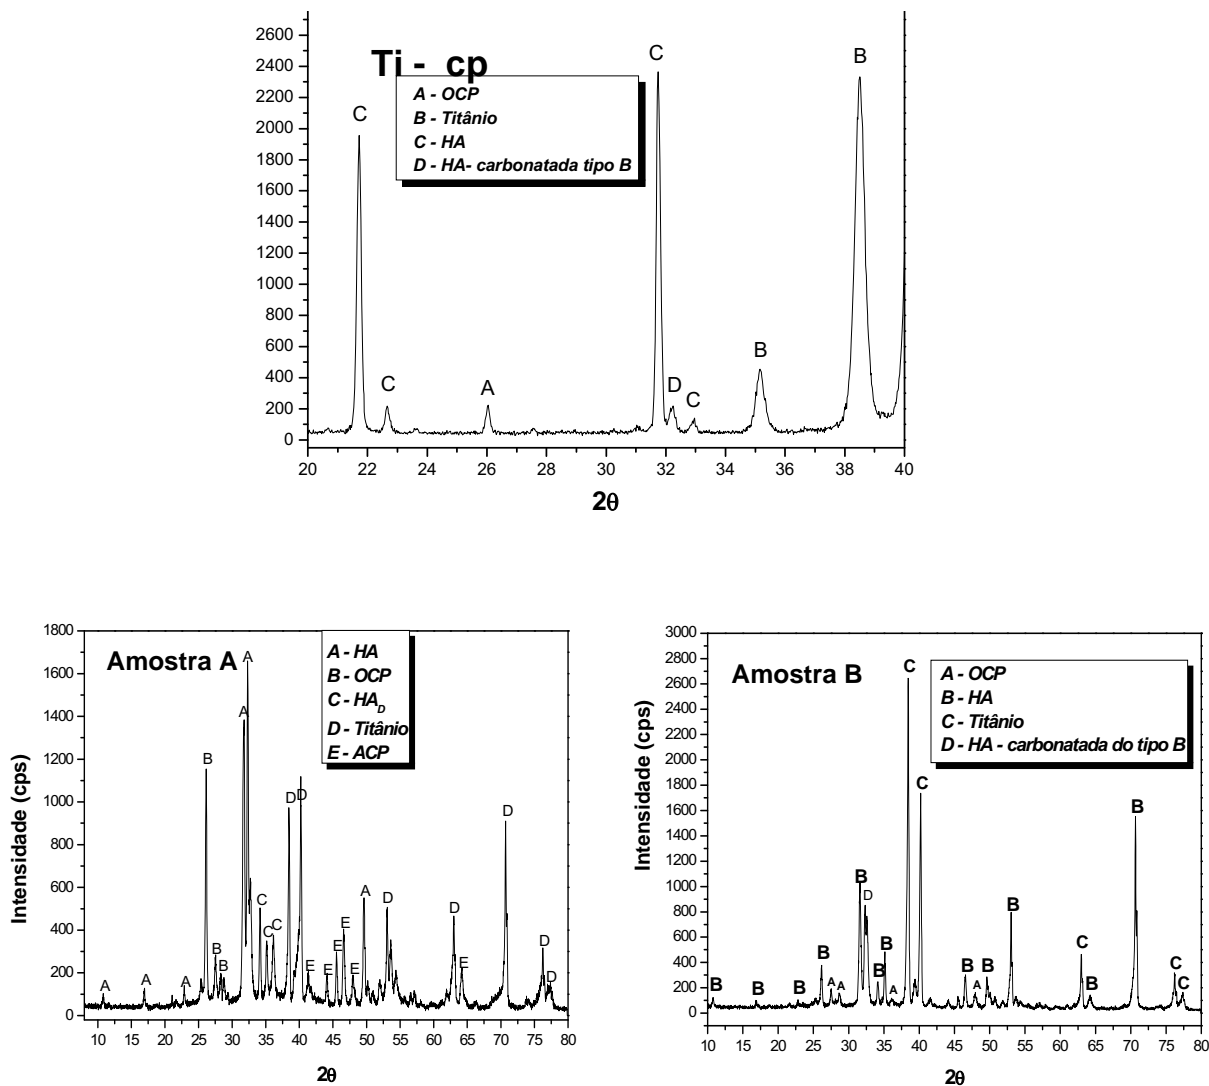 Ti - cp
A - OCP
B - Titânio
C - HA
D - HA- carbonatada tipo B
2600
2400
2200
2000
1800
1600
1400
1200
1000
800
600
400
200
0
C
C
A
C
D
C
B
B
20 22 24 26 28 30 32 34 36 38 40
2θ
Amostra A
A - HA
B - OCP
C - HA_D
D - Titânio
E - ACP
Intensidade (cps)
1800
1600
1400
1200
1000
800
600
400
200
0
A A A B B B A A C C C D D E E E E E A D D E D D
10 15 20 25 30 35 40 45 50 55 60 65 70 75 80
2θ
Amostra B
A - OCP
B - HA
C - Titânio
D - HA - carbonatada do tipo B
Intensidade (cps)
3000
2800
2600
2400
2200
2000
1800
1600
1400
1200
1000
800
600
400
200
0
B B B B A A B D B B A C C B A B B C B B C C
10 15 20 25 30 35 40 45 50 55 60 65 70 75 80
2θ